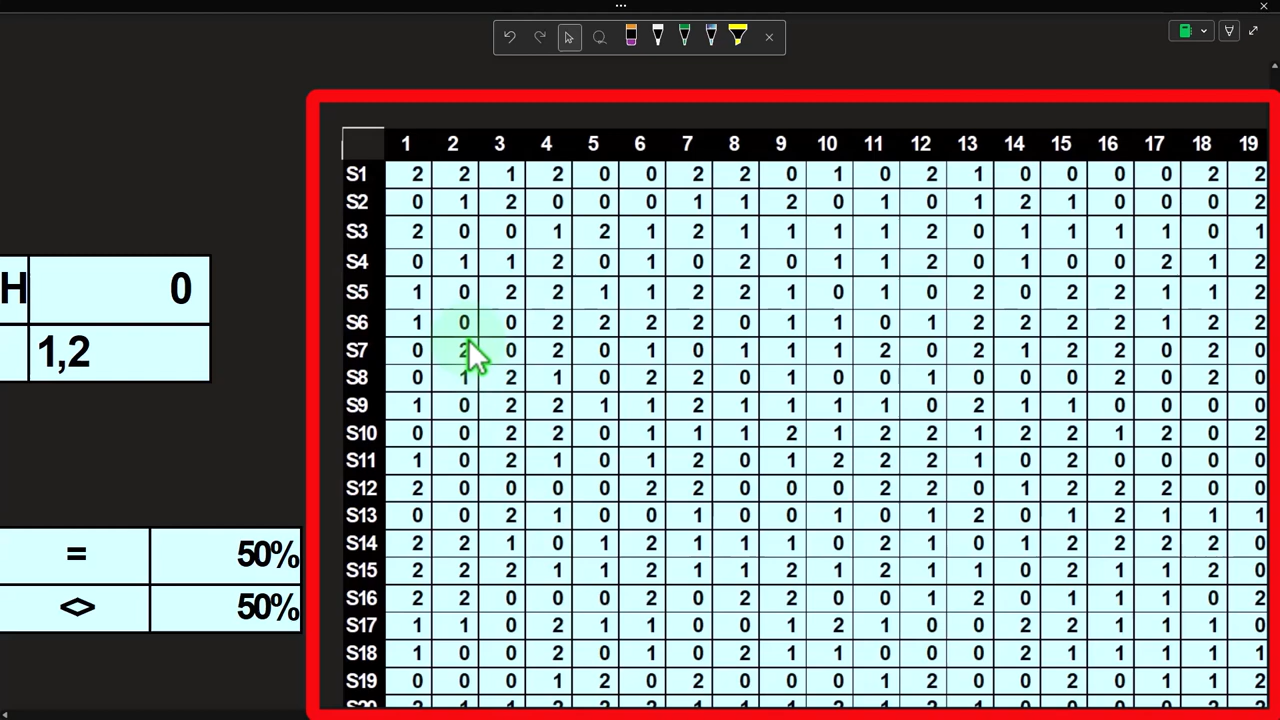 1 2 3 4 5 6 7 8 9 10 11 12 13 14 15 16 17 18 19
S1 2 2 1 2 0 0 2 2 0 1 0 2 1 0 0 0 0 2 2
S2 0 1 2 0 0 0 1 1 2 0 1 0 1 2 1 0 0 0 2
S3 2 0 0 1 2 1 2 1 1 1 1 2 0 1 1 1 1 0 1
S4 0 1 1 2 0 1 0 2 0 1 1 2 0 1 0 0 2 1 2
H 0
S5 1 0 2 2 1 1 2 2 1 0 1 0 2 0 2 2 1 1 2
S6 1 0 0 2 2 2 2 0 1 1 0 1 2 2 2 2 1 2 2
1,2
S7 0 2 0 2 0 1 0 1 1 1 2 0 2 1 2 2 0 2 0
S8 0 1 2 1 0 2 2 0 1 0 0 1 0 0 0 2 0 2 0
S9 1 0 2 2 1 1 2 1 1 1 1 0 2 1 1 0 0 0 0
S10 0 0 2 2 0 1 1 1 2 1 2 2 1 2 2 1 2 0 2
S11 1 0 2 1 0 1 2 0 1 2 2 2 1 0 2 0 0 0 0
S12 2 0 0 0 0 2 2 0 0 0 2 2 0 1 2 2 2 0 0
S13 0 0 2 1 0 0 1 0 0 1 0 1 2 0 1 2 1 1 1
S14 2 2 1 0 1 2 1 1 1 0 2 1 0 1 2 2 2 2 0
= 50%
S15 2 2 2 1 1 2 1 1 2 1 2 1 1 0 2 1 1 2 0
S16 2 2 0 0 0 2 0 2 2 0 0 1 2 0 1 1 1 0 2
<> 50%
S17 1 1 0 2 1 1 0 0 1 2 1 0 0 2 2 1 1 1 0
S18 1 0 0 2 0 1 0 2 1 1 0 0 0 2 1 1 1 1 1
S19 0 0 0 1 2 0 2 0 0 0 1 2 0 0 2 0 1 1 2